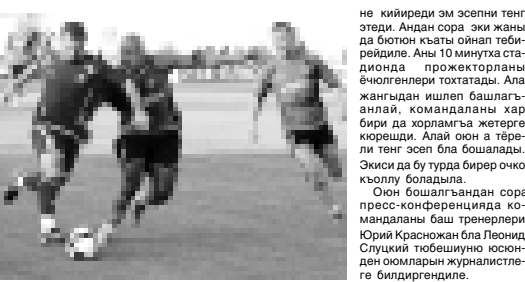 не кийиреди эм эсепни тенг
этеди. Андан сора эки жаны
да бютюн къаты ойнап теби-
рейдиле. Аны 10 минутха ста-
дионда прожекторланы
ёчюлгенлери тохтатады. Ала
жангыдан ишлеп башлагъ-
анлай, командаланы хар
бири да хорламгъа жетерге
кюрешди. Алай оюн а тёре-
ли тенг эсеп бла бошалады.
Экиси да бу турда бирер очко
къоллу боладыла.
Оюн бошалгъандан сора
пресс-конференцияда ко-
мандаланы баш тренерлери
Юрий Красножан бла Леонид
Слуцкий тюбешиуню юсюн-
ден оюмларын журналистле-
ге билдиргендиле.